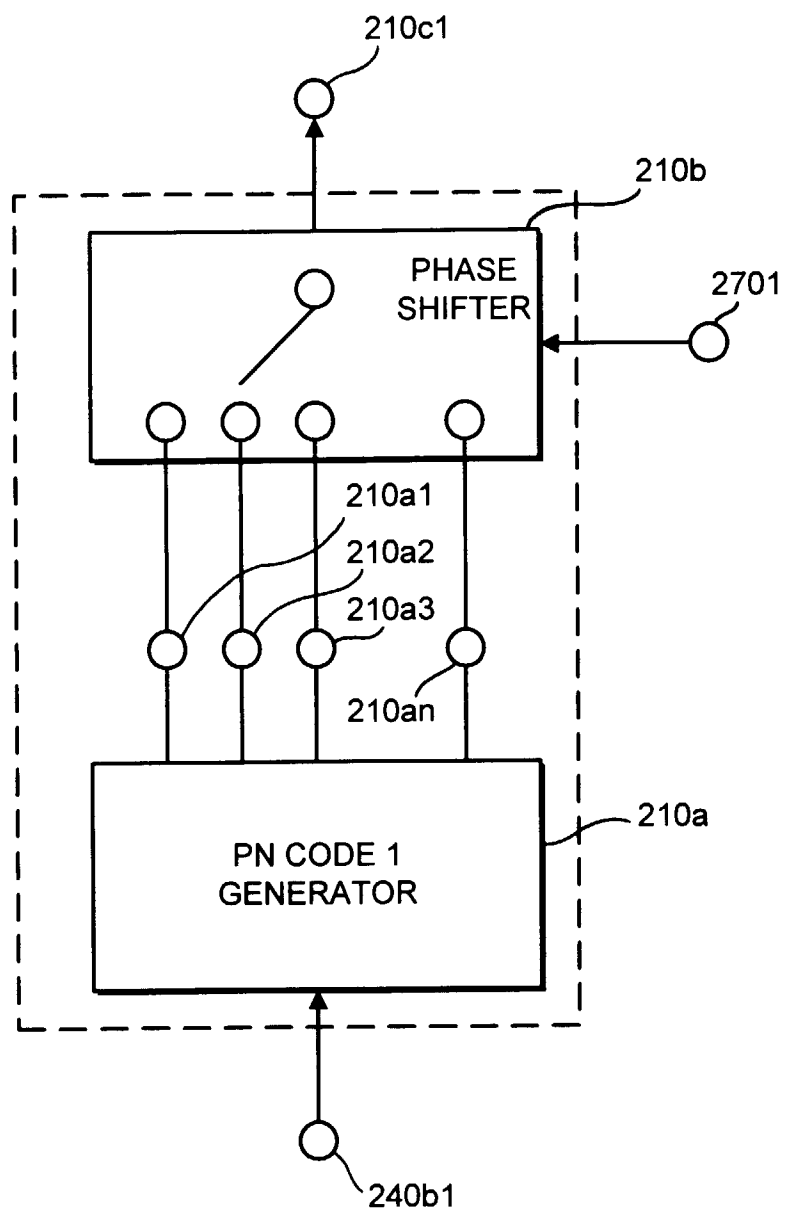 210c1
210b
PHASE
SHIFTER
2701
210a1
210a2
210a3
210an
210a
PN CODE 1
GENERATOR
240b1